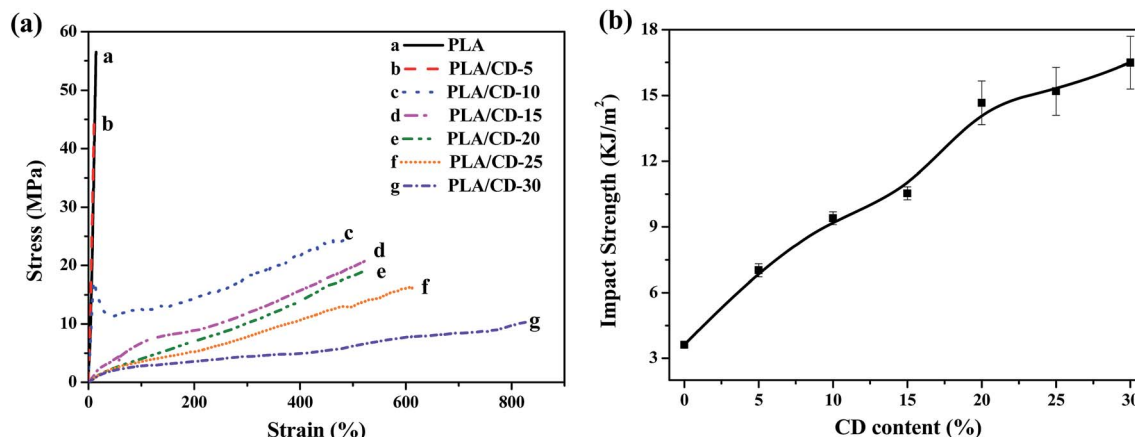 (a)
60
50
40
30
20
10
0
Stress (MPa)
0 200 400 600 800
Strain (%)
a
b
c
d
e
f
g
a PLA
b PLA/CD-5
c PLA/CD-10
d PLA/CD-15
e PLA/CD-20
f PLA/CD-25
g PLA/CD-30
(b)
18
15
12
9
6
3
Impact Strength (KJ/m²)
0 5 10 15 20 25 30
CD content (%)